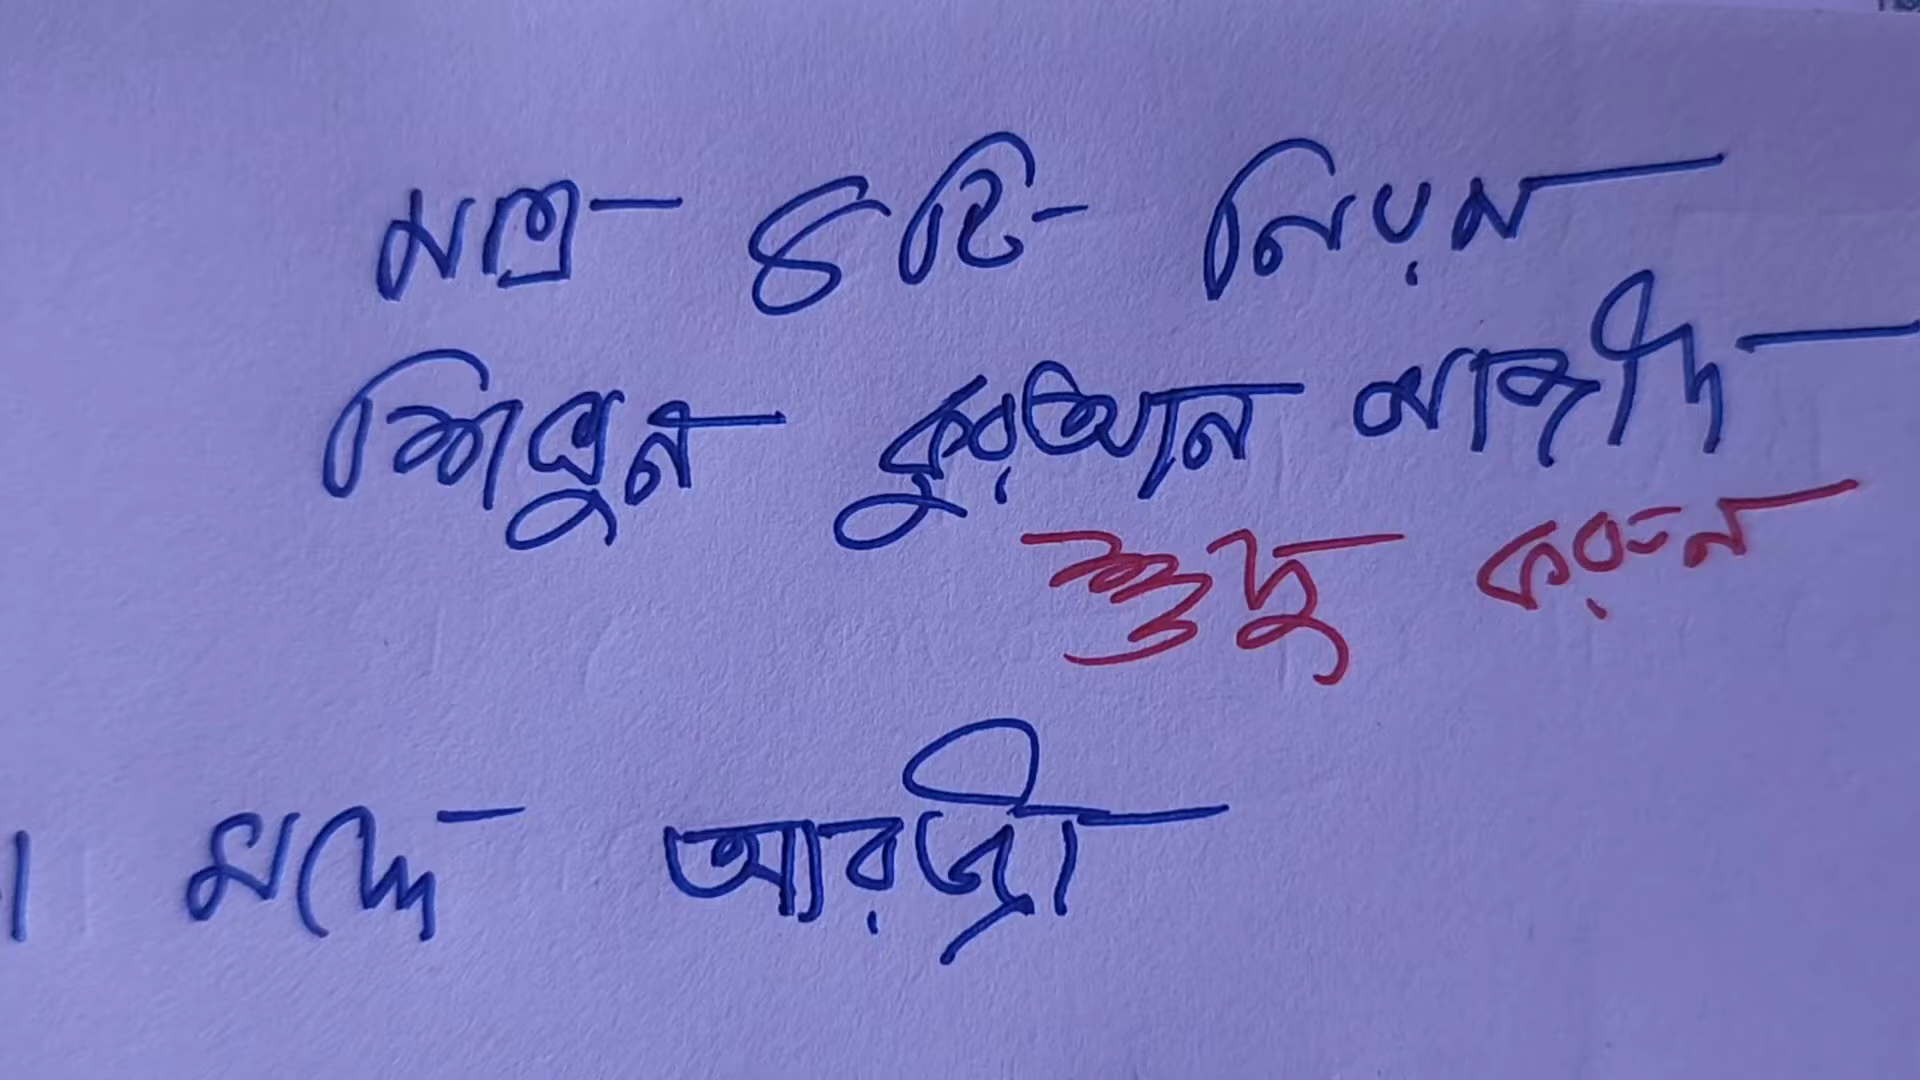 মাত্র ৪টি নিয়ম
শিখুন কুরআন মাজীদ
শুদ্ধ করুন
। মদ্দে আরজী